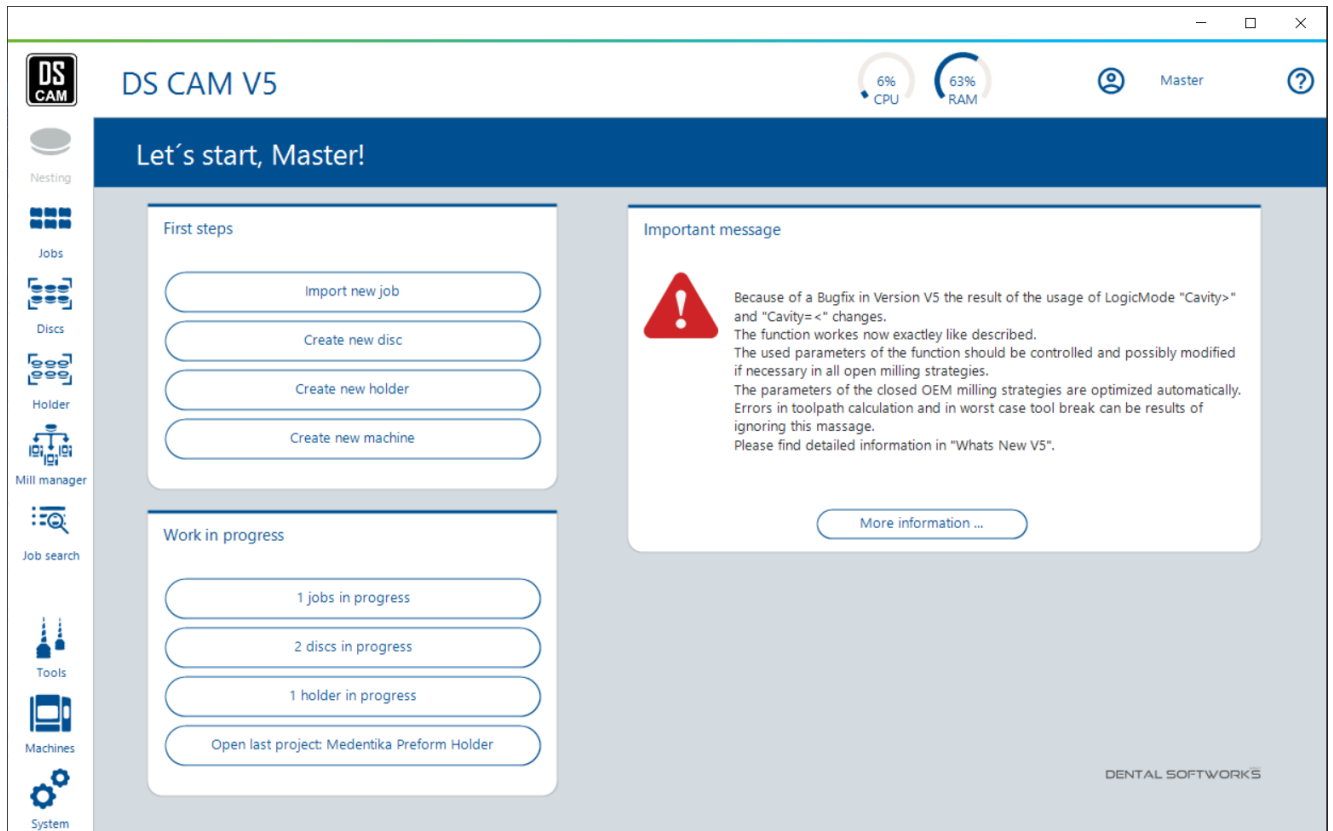 DS
CAM
DS CAM V5
6%
CPU
63%
RAM
Master
?
Nesting
Jobs
Discs
Holder
Mill manager
Job search
Tools
Machines
System
Let´s start, Master!
First steps
Import new job
Create new disc
Create new holder
Create new machine
Work in progress
1 jobs in progress
2 discs in progress
1 holder in progress
Open last project: Medentika Preform Holder
Important message
!
Because of a Bugfix in Version V5 the result of the usage of LogicMode "Cavity>"
and "Cavity=<" changes.
The function workes now exactley like described.
The used parameters of the function should be controlled and possibly modified
if necessary in all open milling strategies.
The parameters of the closed OEM milling strategies are optimized automatically.
Errors in toolpath calculation and in worst case tool break can be results of
ignoring this massage.
Please find detailed information in "Whats New V5".
More information ...
DENTAL SOFTWORKS